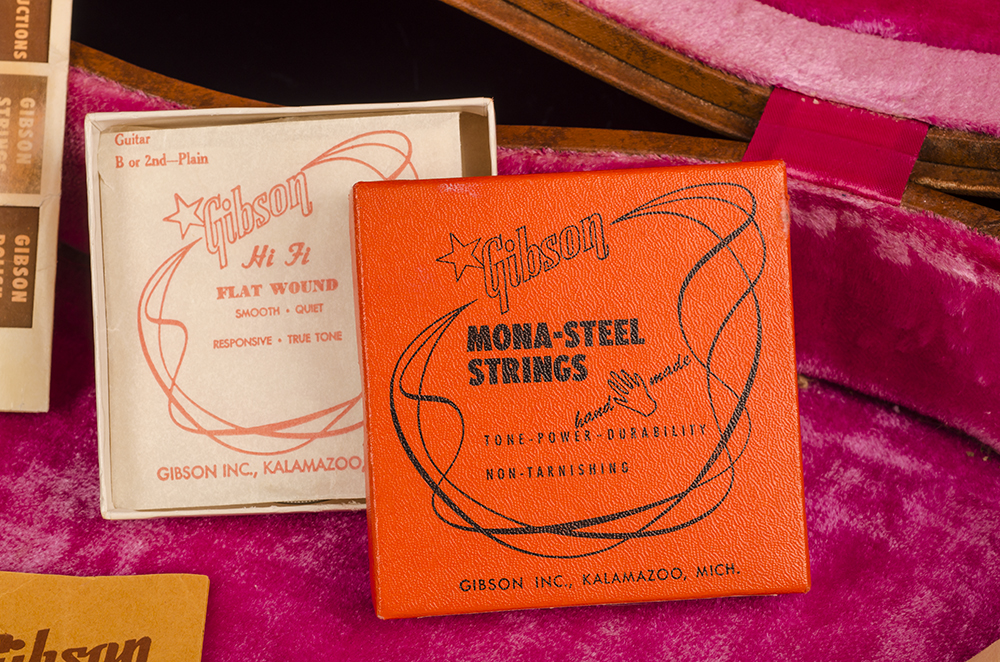 UCTIONS
GIBSON
STRINGS
GIBSON
Guitar
B or 2nd—Plain
Gibson
Hi Fi
FLAT WOUND
SMOOTH • QUIET
RESPONSIVE • TRUE TONE
GIBSON INC., KALAMAZOO,
Gibson
MONA-STEEL
STRINGS
hand made
TONE-POWER-DURABILITY
NON-TARNISHING
GIBSON INC., KALAMAZOO, MICH.
Gibson